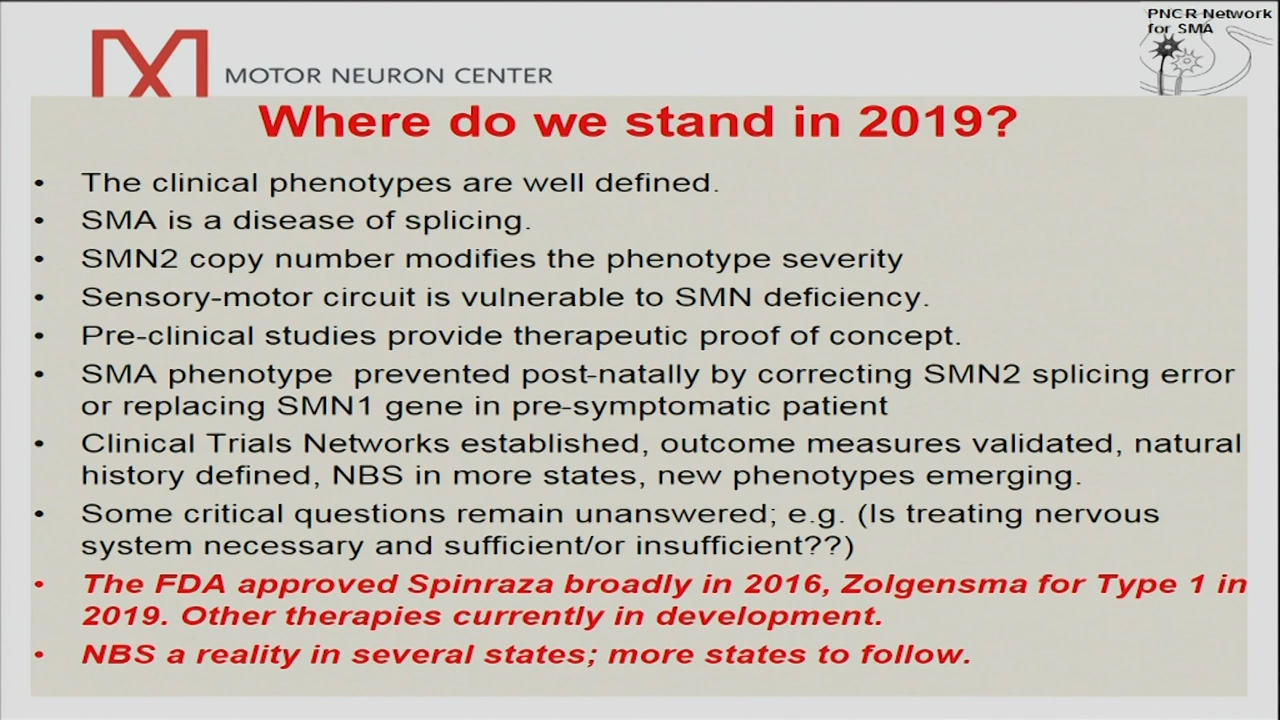 PNCR Network
for SMA
MOTOR NEURON CENTER
Where do we stand in 2019?
• The clinical phenotypes are well defined.
• SMA is a disease of splicing.
• SMN2 copy number modifies the phenotype severity
• Sensory-motor circuit is vulnerable to SMN deficiency.
• Pre-clinical studies provide therapeutic proof of concept.
• SMA phenotype prevented post-natally by correcting SMN2 splicing error
or replacing SMN1 gene in pre-symptomatic patient
• Clinical Trials Networks established, outcome measures validated, natural
history defined, NBS in more states, new phenotypes emerging.
• Some critical questions remain unanswered; e.g. (Is treating nervous
system necessary and sufficient/or insufficient??)
• The FDA approved Spinraza broadly in 2016, Zolgensma for Type 1 in
2019. Other therapies currently in development.
• NBS a reality in several states; more states to follow.